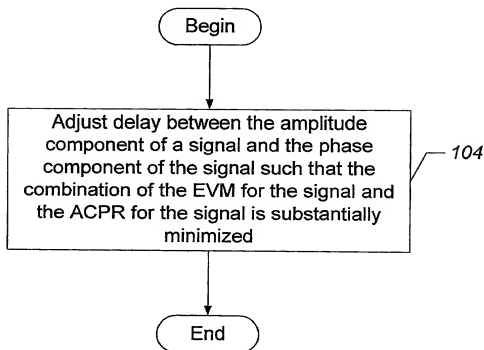 Begin
Adjust delay between the amplitude
component of a signal and the phase
component of the signal such that the
combination of the EVM for the signal and
the ACPR for the signal is substantially
minimized
104
End